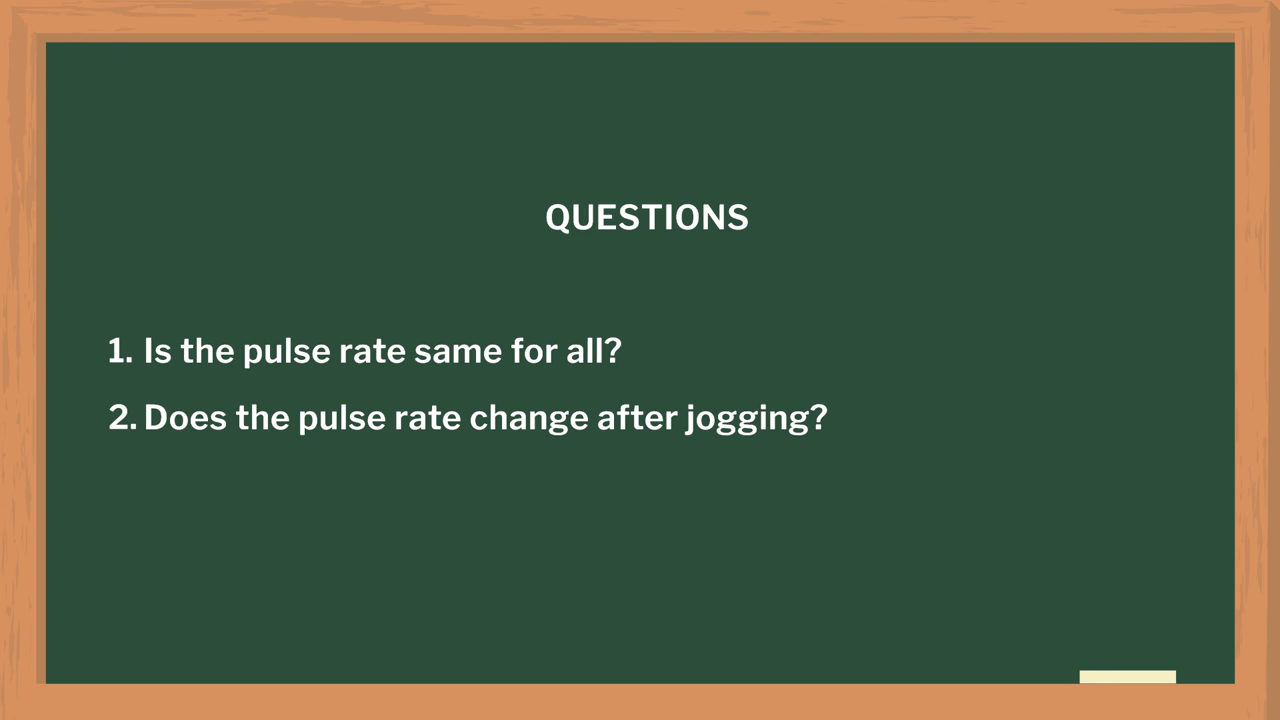 QUESTIONS
1. Is the pulse rate same for all?
2. Does the pulse rate change after jogging?